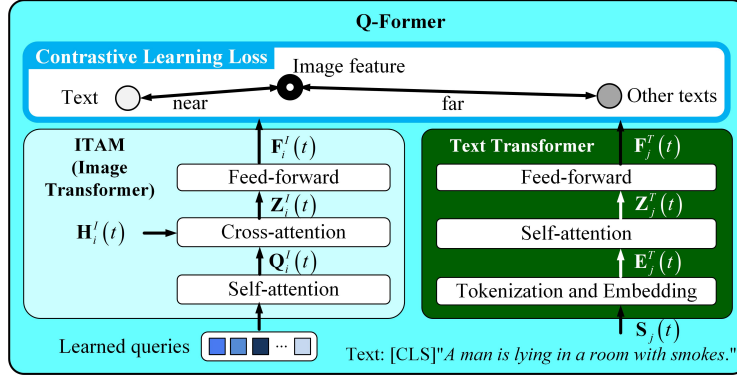 Q-Former
Contrastive Learning Loss
Image feature
Text
near
far
Other texts
ITAM
(Image
Transformer)
F_i^I(t)
Feed-forward
Z_i^I(t)
H_i^I(t)
Cross-attention
Q_i^I(t)
Self-attention
Learned queries
...
Text Transformer
F_j^T(t)
Feed-forward
Z_j^T(t)
Self-attention
E_j^T(t)
Tokenization and Embedding
S_j(t)
Text: [CLS]"A man is lying in a room with smokes."